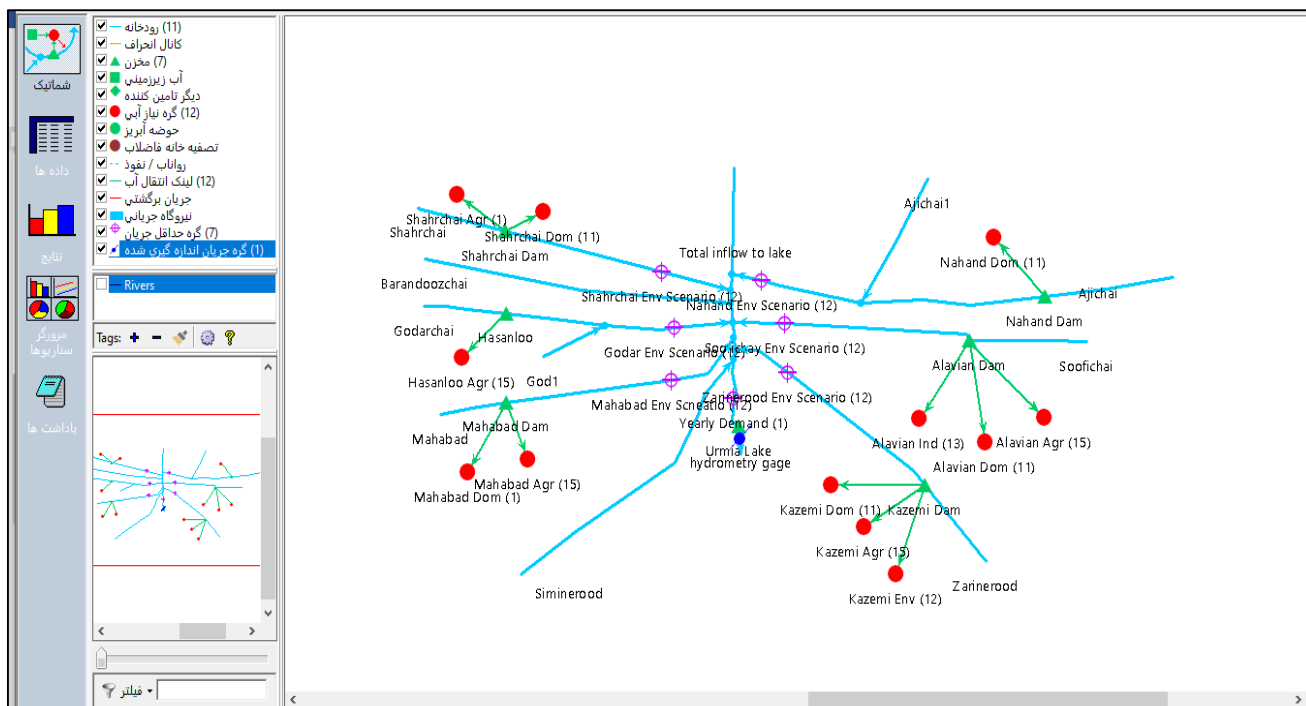 شماتیک
داده ها
نتایج
مرورگر
سناریوها
یاداشت ها
رودخانه (11)
کانال انحراف
مخزن (7)
آب زیرزمیني
دیگر تامین کننده
گره نیاز آبي (12)
حوضه آبریز
تصفیه خانه فاضلاب
رواناب / نفوذ
لینک انتقال آب (12)
جریان برگشتي
نیروگاه جریاني
گره حداقل جریان (7)
گره جریان اندازه گیري شده (1)
Rivers
Tags:
فیلتر
Shahrchai Agr (1)
Shahrchai
Shahrchai Dom (11)
Shahrchai Dam
Barandoozchai
Godarchai
Hasanloo
Hasanloo Agr (15)
God1
Mahabad Dam
Mahabad
Mahabad Agr (15)
Mahabad Dom (1)
Siminerood
Total inflow to lake
Shahrchai Env Scenario (12)
Nahand Env Scenario (12)
Godar Env Scenario (12)
Soofichay Env Scenario (12)
Mahabad Env Scneario (12)
Zarinerood Env Scenario (12)
Yearly Demand (1)
Urmia Lake
hydrometry gage
Ajichai1
Nahand Dom (11)
Ajichai
Nahand Dam
Alavian Dam
Soofichai
Alavian Ind (13)
Alavian Agr (15)
Alavian Dom (11)
Kazemi Dom (11)
Kazemi Dam
Kazemi Agr (15)
Kazemi Env (12)
Zarinerood